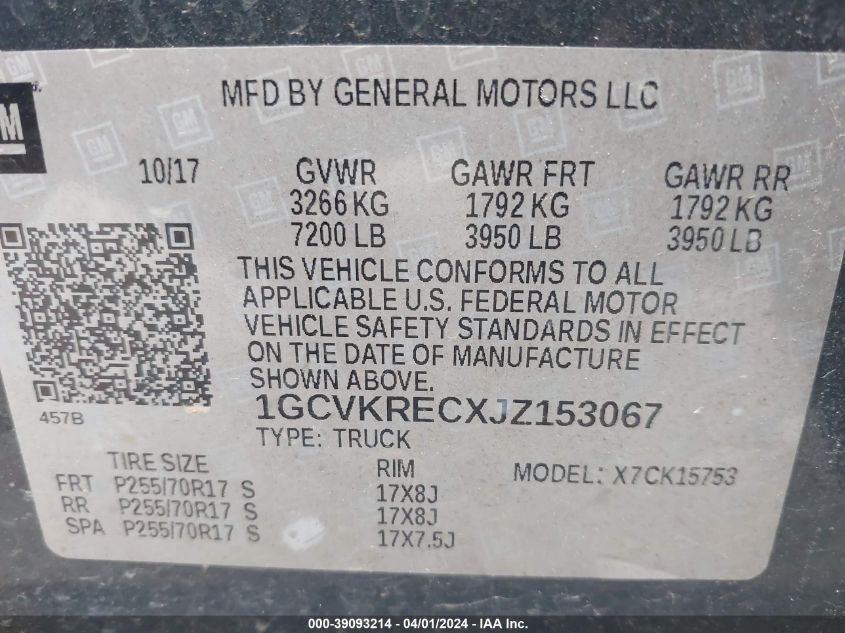 MFD BY GENERAL MOTORS LLC
GM
10/17 GVWR GAWR FRT GAWR RR
3266 KG 1792 KG 1792 KG
7200 LB 3950 LB 3950 LB
THIS VEHICLE CONFORMS TO ALL
APPLICABLE U.S. FEDERAL MOTOR
VEHICLE SAFETY STANDARDS IN EFFECT
ON THE DATE OF MANUFACTURE
SHOWN ABOVE.
457B
1GCVKRECXJZ153067
TYPE: TRUCK
TIRE SIZE RIM MODEL: X7CK15753
FRT P255/70R17 S 17X8J
RR P255/70R17 S 17X8J
SPA P255/70R17 S 17X7.5J
000-39093214 - 04/01/2024 - IAA Inc.